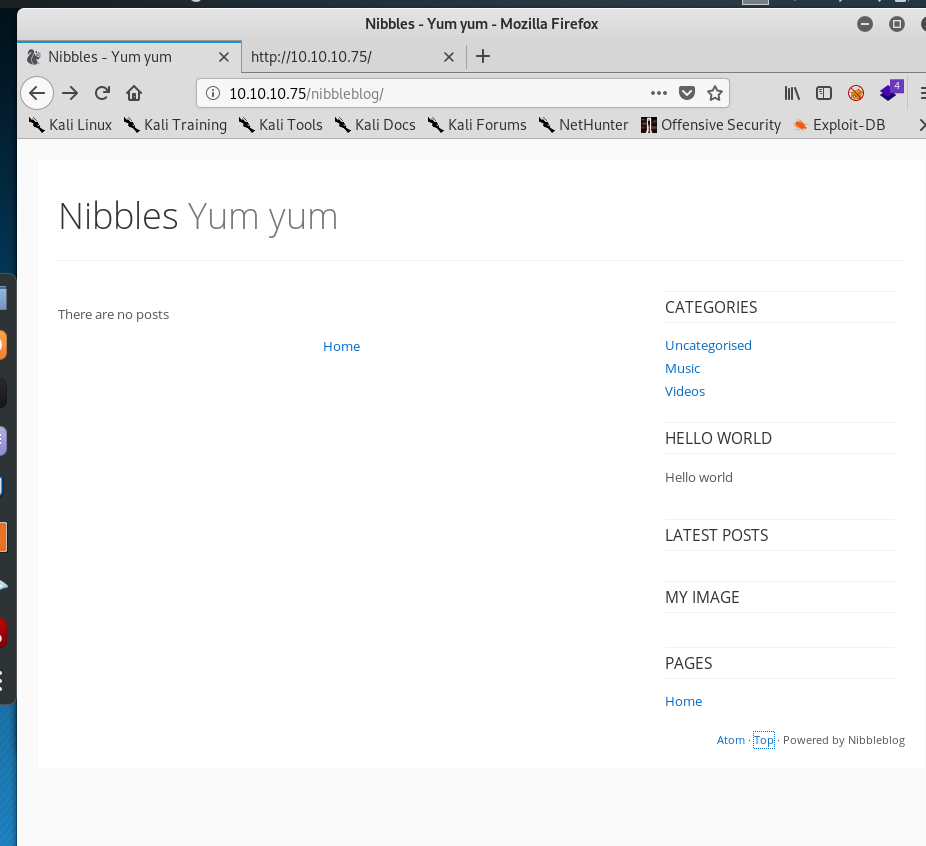 Nibbles - Yum yum - Mozilla Firefox
Nibbles - Yum yum
http://10.10.10.75/
10.10.10.75/nibbleblog/
4
Kali Linux Kali Training Kali Tools Kali Docs Kali Forums NetHunter Offensive Security Exploit-DB
Nibbles Yum yum
There are no posts
Home
CATEGORIES
Uncategorised
Music
Videos
HELLO WORLD
Hello world
LATEST POSTS
MY IMAGE
PAGES
Home
Atom · Top · Powered by Nibbleblog